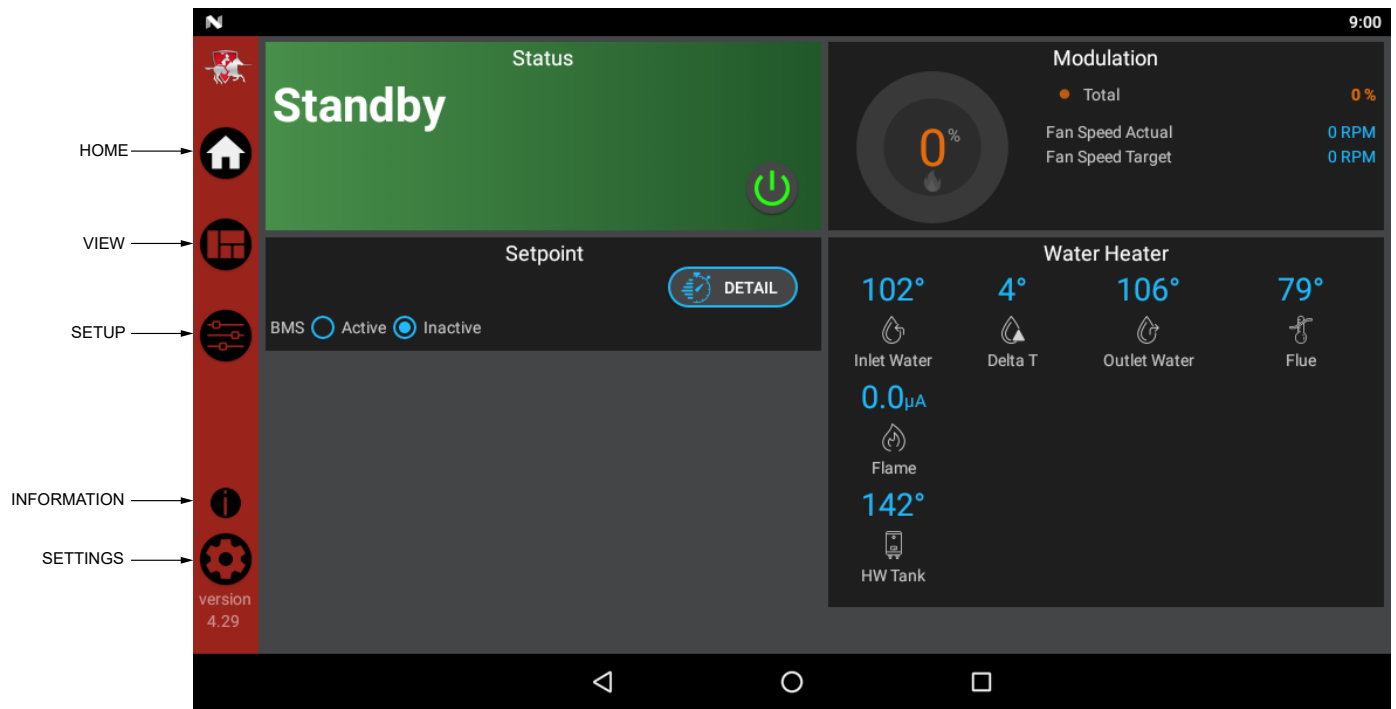 9:00
HOME
VIEW
SETUP
INFORMATION
SETTINGS
version
4.29
Status
Standby
Setpoint
DETAIL
BMS Active Inactive
Modulation
0%
Total 0 %
Fan Speed Actual 0 RPM
Fan Speed Target 0 RPM
Water Heater
102° 4° 106° 79°
Inlet Water Delta T Outlet Water Flue
0.0µA
Flame
142°
HW Tank